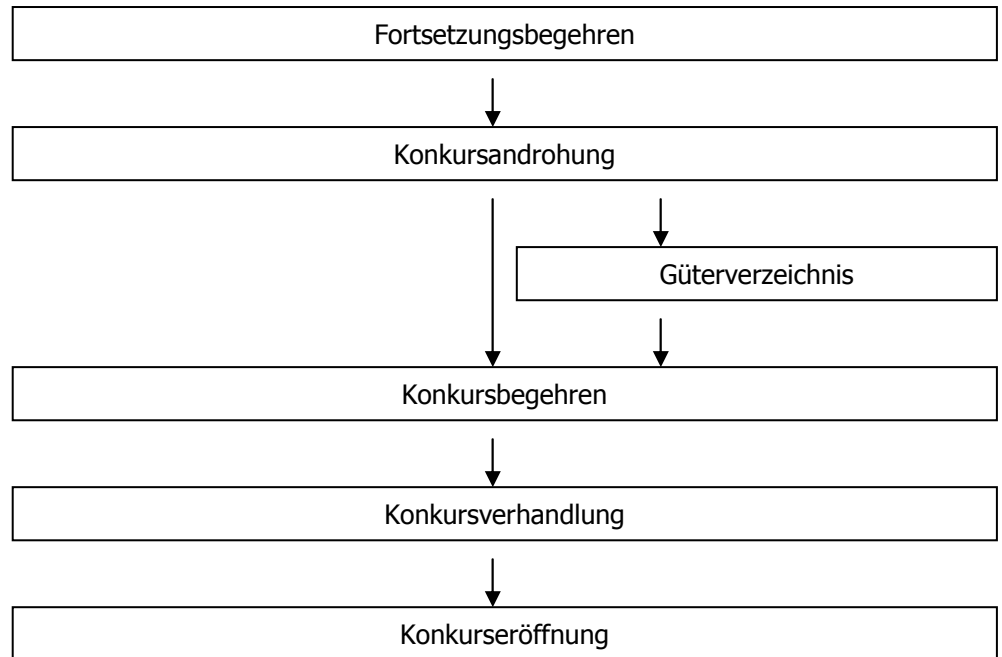 Fortsetzungsbegehren
Konkursandrohung
Güterverzeichnis
Konkursbegehren
Konkursverhandlung
Konkurseröffnung